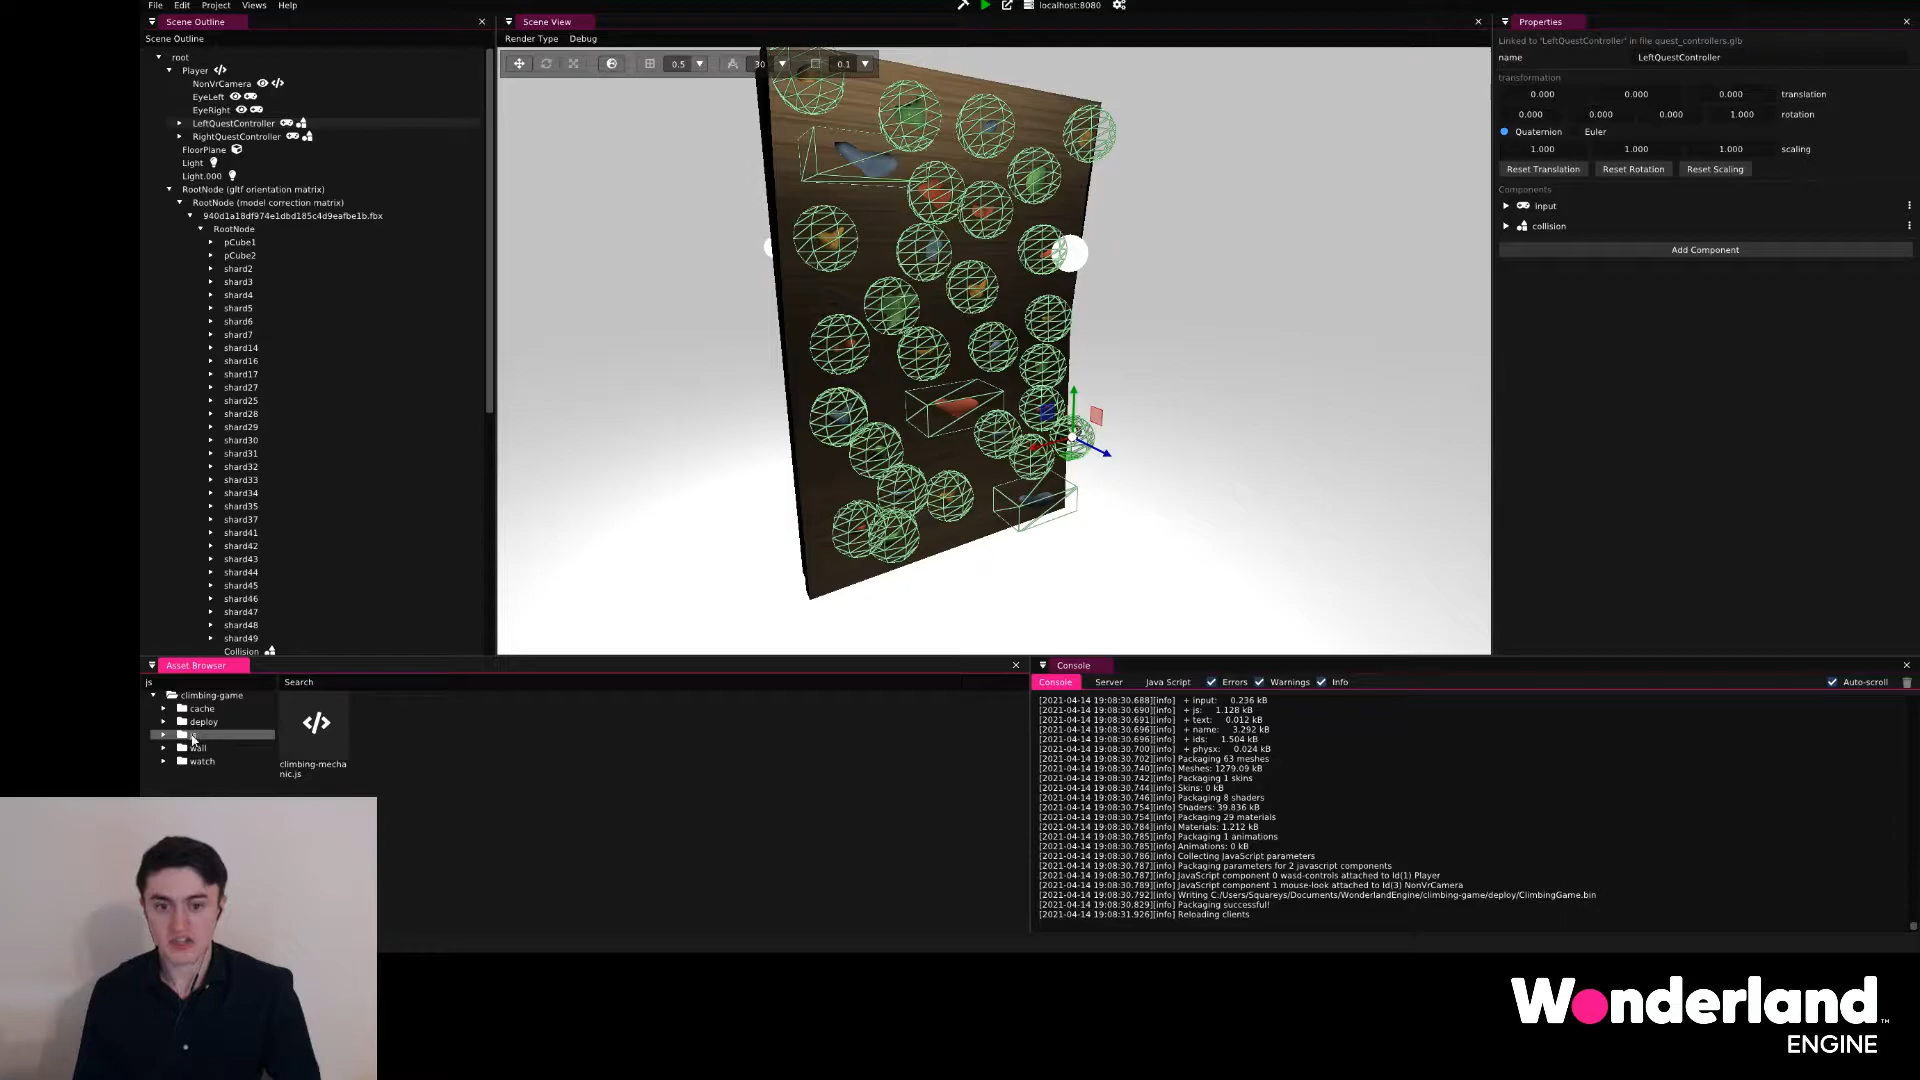 File Edit Project Views Help
localhost:8080
Scene Outline
Scene Outline
root
Player
NonVrCamera
EyeLeft
EyeRight
LeftQuestController
RightQuestController
FloorPlane
Light
Light.000
RootNode (gltf orientation matrix)
RootNode (model correction matrix)
940d1a18df974e1dbd185c4d9eafbe1b.fbx
RootNode
pCube1
pCube2
shard2
shard3
shard4
shard5
shard6
shard7
shard14
shard16
shard17
shard27
shard25
shard28
shard29
shard30
shard31
shard32
shard33
shard34
shard35
shard37
shard41
shard42
shard43
shard44
shard45
shard46
shard47
shard48
shard49
Collision
Scene View
Render Type Debug
0.5 30 0.1
Properties
Linked to 'LeftQuestController' in file quest_controllers.glb
name LeftQuestController
transformation
0.000 0.000 0.000 translation
0.000 0.000 0.000 1.000 rotation
Quaternion Euler
1.000 1.000 1.000 scaling
Reset Translation Reset Rotation Reset Scaling
Components
input
collision
Add Component
Asset Browser
js Search
climbing-game
cache
deploy
wall
watch
climbing-mecha
nic.js
Console
Console Server Java Script Errors Warnings Info Auto-scroll
[2021-04-14 19:08:30.688][info] + input: 0.236 kB
[2021-04-14 19:08:30.690][info] + js: 1.128 kB
[2021-04-14 19:08:30.691][info] + text: 0.012 kB
[2021-04-14 19:08:30.696][info] + name: 3.292 kB
[2021-04-14 19:08:30.696][info] + ids: 1.504 kB
[2021-04-14 19:08:30.700][info] + physx: 0.024 kB
[2021-04-14 19:08:30.702][info] Packaging 63 meshes
[2021-04-14 19:08:30.740][info] Meshes: 1279.09 kB
[2021-04-14 19:08:30.742][info] Packaging 1 skins
[2021-04-14 19:08:30.744][info] Skins: 0 kB
[2021-04-14 19:08:30.746][info] Packaging 8 shaders
[2021-04-14 19:08:30.754][info] Shaders: 39.836 kB
[2021-04-14 19:08:30.754][info] Packaging 29 materials
[2021-04-14 19:08:30.784][info] Materials: 1.212 kB
[2021-04-14 19:08:30.785][info] Packaging 1 animations
[2021-04-14 19:08:30.785][info] Animations: 0 kB
[2021-04-14 19:08:30.786][info] Collecting JavaScript parameters
[2021-04-14 19:08:30.787][info] Packaging parameters for 2 javascript components
[2021-04-14 19:08:30.787][info] JavaScript component 0 wasd-controls attached to Id(1) Player
[2021-04-14 19:08:30.789][info] JavaScript component 1 mouse-look attached to Id(3) NonVrCamera
[2021-04-14 19:08:30.792][info] Writing C:/Users/Squareys/Documents/WonderlandEngine/climbing-game/deploy/ClimbingGame.bin
[2021-04-14 19:08:30.829][info] Packaging successful!
[2021-04-14 19:08:31.926][info] Reloading clients
Wonderland™
ENGINE